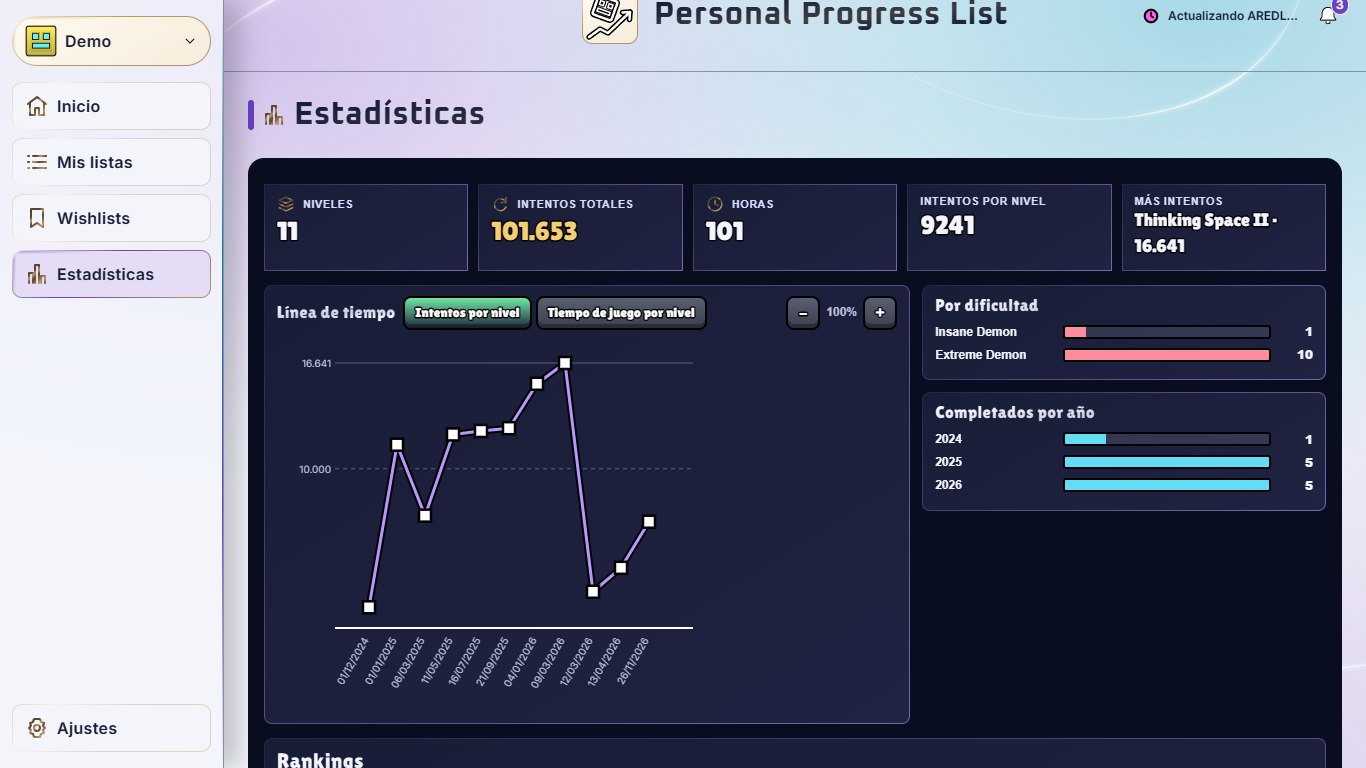 Personal Progress List
Actualizando AREDL...
3
Demo
Inicio
Mis listas
Wishlists
Estadísticas
Ajustes
Estadísticas
NIVELES
11
INTENTOS TOTALES
101.653
HORAS
101
INTENTOS POR NIVEL
9241
MÁS INTENTOS
Thinking Space II ·
16.641
Línea de tiempo
Intentos por nivel
Tiempo de juego por nivel
−
100%
+
16.641
10.000
01/12/2024
01/01/2025
06/03/2025
11/05/2025
16/07/2025
21/09/2025
04/01/2026
09/03/2026
12/03/2026
13/04/2026
26/11/2026
Por dificultad
Insane Demon 1
Extreme Demon 10
Completados por año
2024 1
2025 5
2026 5
Rankings